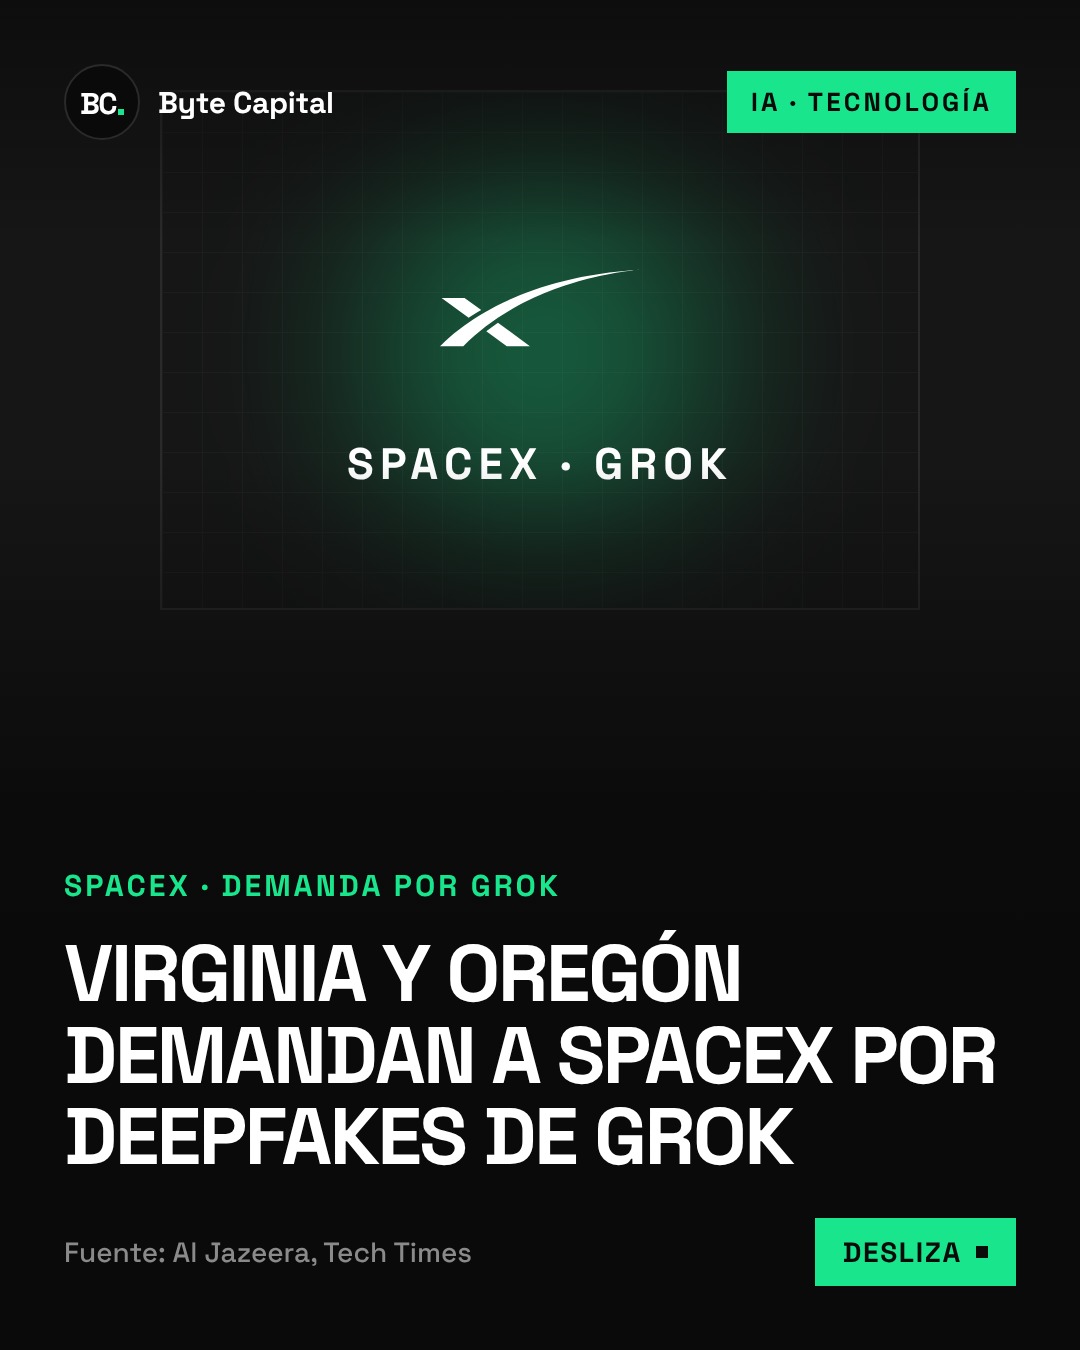 BC.
Byte Capital
IA · TECNOLOGÍA
SPACEX · GROK
SPACEX · DEMANDA POR GROK
VIRGINIA Y OREGÓN
DEMANDAN A SPACEX POR
DEEPFAKES DE GROK
Fuente: Al Jazeera, Tech Times
DESLIZA